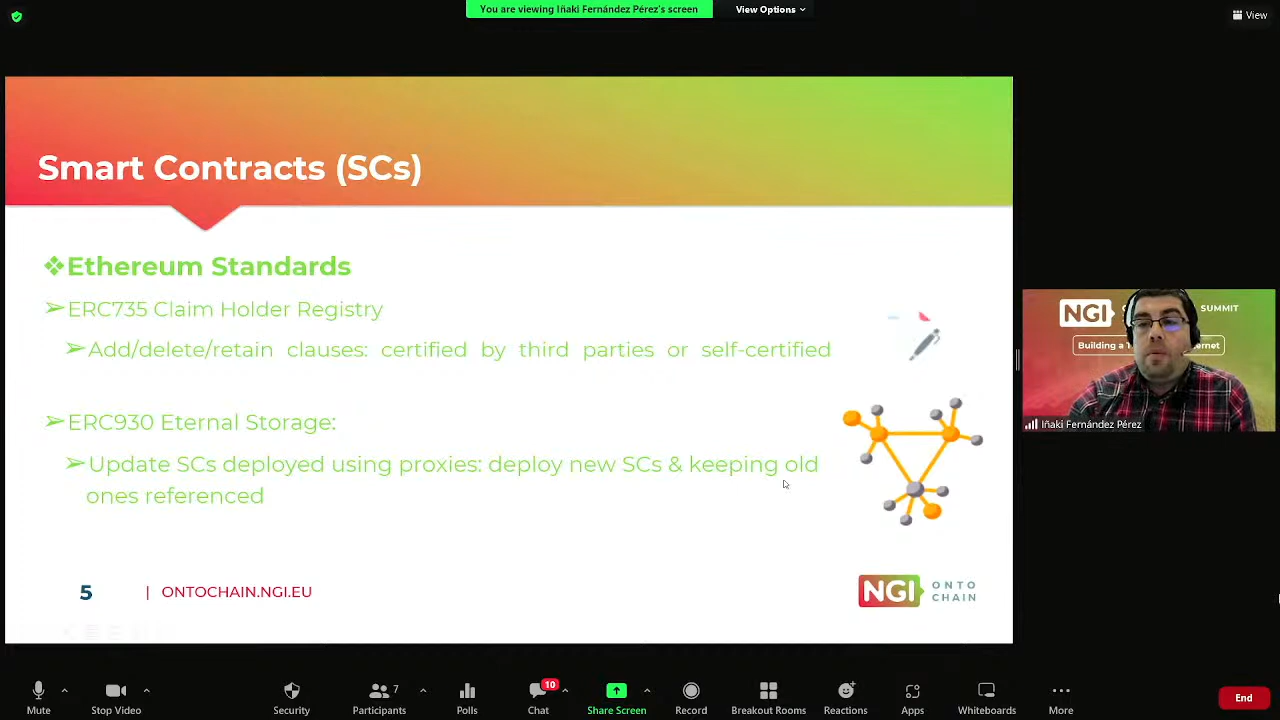 You are viewing Iñaki Fernández Pérez's screen
View Options
View
Smart Contracts (SCs)
❖Ethereum Standards
➢ERC735 Claim Holder Registry
➢Add/delete/retain clauses: certified by third parties or self-certified
➢ERC930 Eternal Storage:
➢Update SCs deployed using proxies: deploy new SCs & keeping old
ones referenced
5 | ONTOCHAIN.NGI.EU
NGI ONTO
CHAIN
NGI SUMMIT
Iñaki Fernández Pérez
Mute
Stop Video
Security
Participants 7
Polls
Chat 10
Share Screen
Record
Breakout Rooms
Reactions
Apps
Whiteboards
More
End